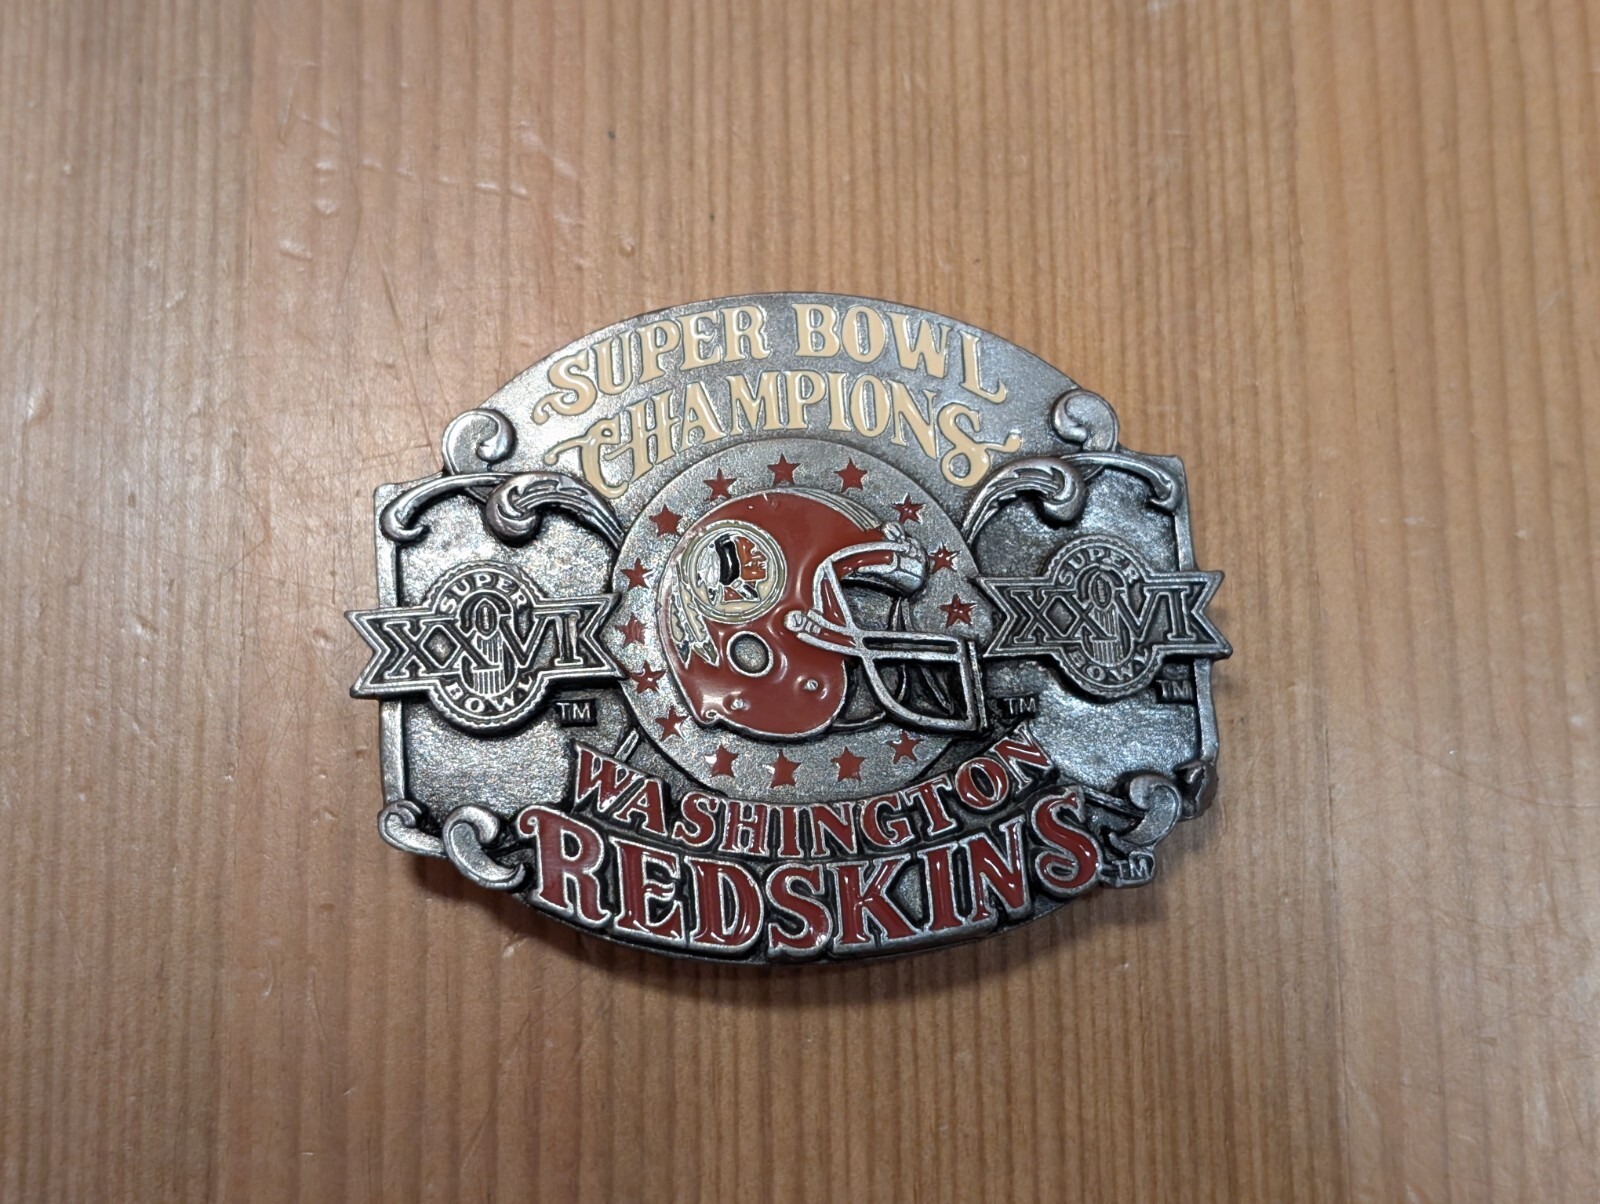 SUPER BOWL
CHAMPIONS
SUPER
XXVI
BOWL
TM
SUPER
XXVI
BOWL
TM
TM
WASHINGTON
REDSKINS
TM